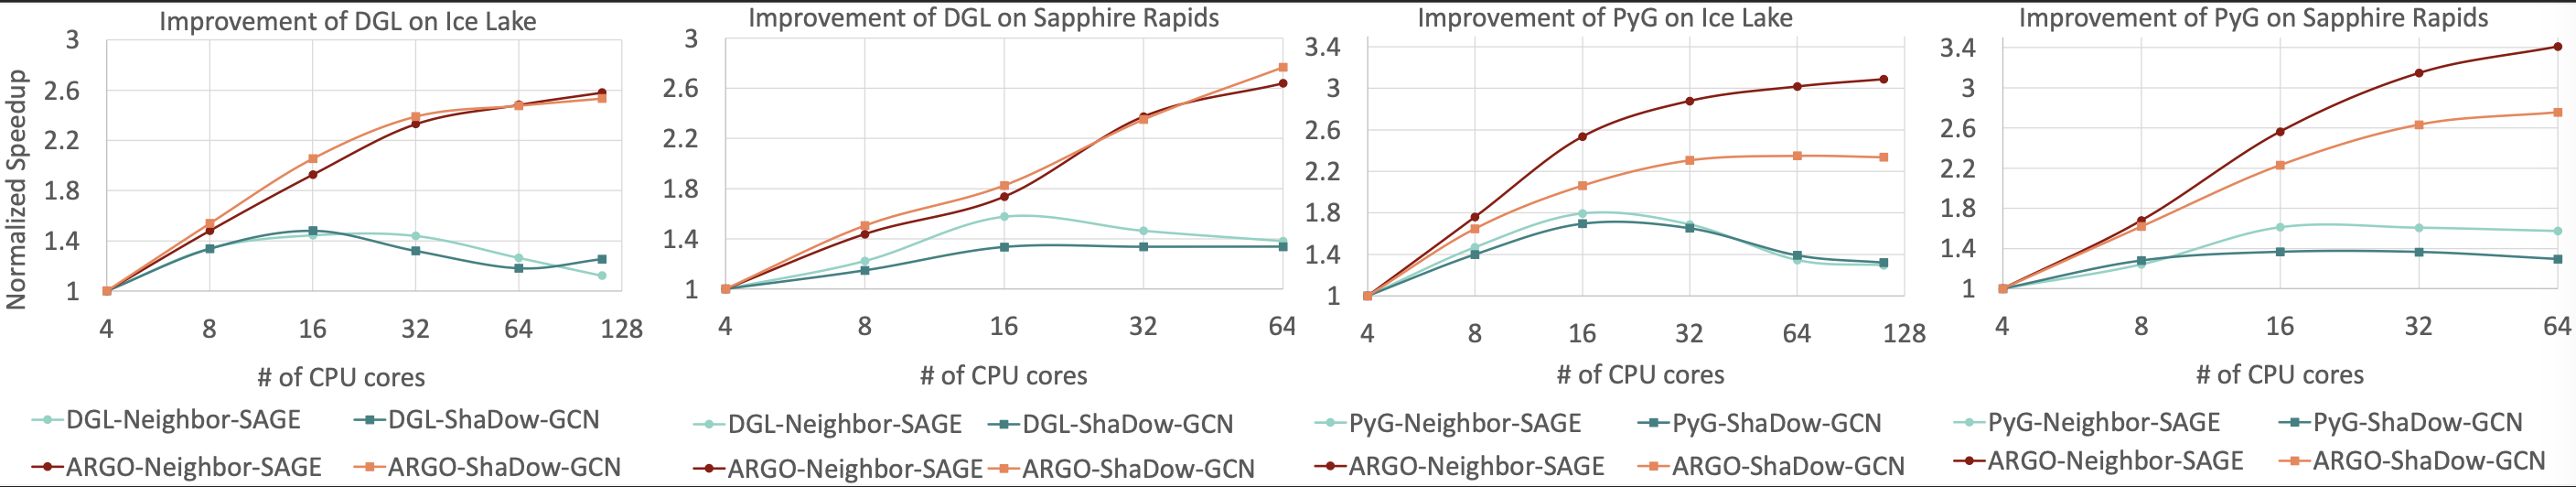 Improvement of DGL on Ice Lake
Normalized Speedup
3
2.6
2.2
1.8
1.4
1
4 8 16 32 64 128
# of CPU cores
DGL-Neighbor-SAGE DGL-ShaDow-GCN
ARGO-Neighbor-SAGE ARGO-ShaDow-GCN
Improvement of DGL on Sapphire Rapids
3
2.6
2.2
1.8
1.4
1
4 8 16 32 64
# of CPU cores
DGL-Neighbor-SAGE DGL-ShaDow-GCN
ARGO-Neighbor-SAGE ARGO-ShaDow-GCN
Improvement of PyG on Ice Lake
3.4
3
2.6
2.2
1.8
1.4
1
4 8 16 32 64 128
# of CPU cores
PyG-Neighbor-SAGE PyG-ShaDow-GCN
ARGO-Neighbor-SAGE ARGO-ShaDow-GCN
Improvement of PyG on Sapphire Rapids
3.4
3
2.6
2.2
1.8
1.4
1
4 8 16 32 64
# of CPU cores
PyG-Neighbor-SAGE PyG-ShaDow-GCN
ARGO-Neighbor-SAGE ARGO-ShaDow-GCN